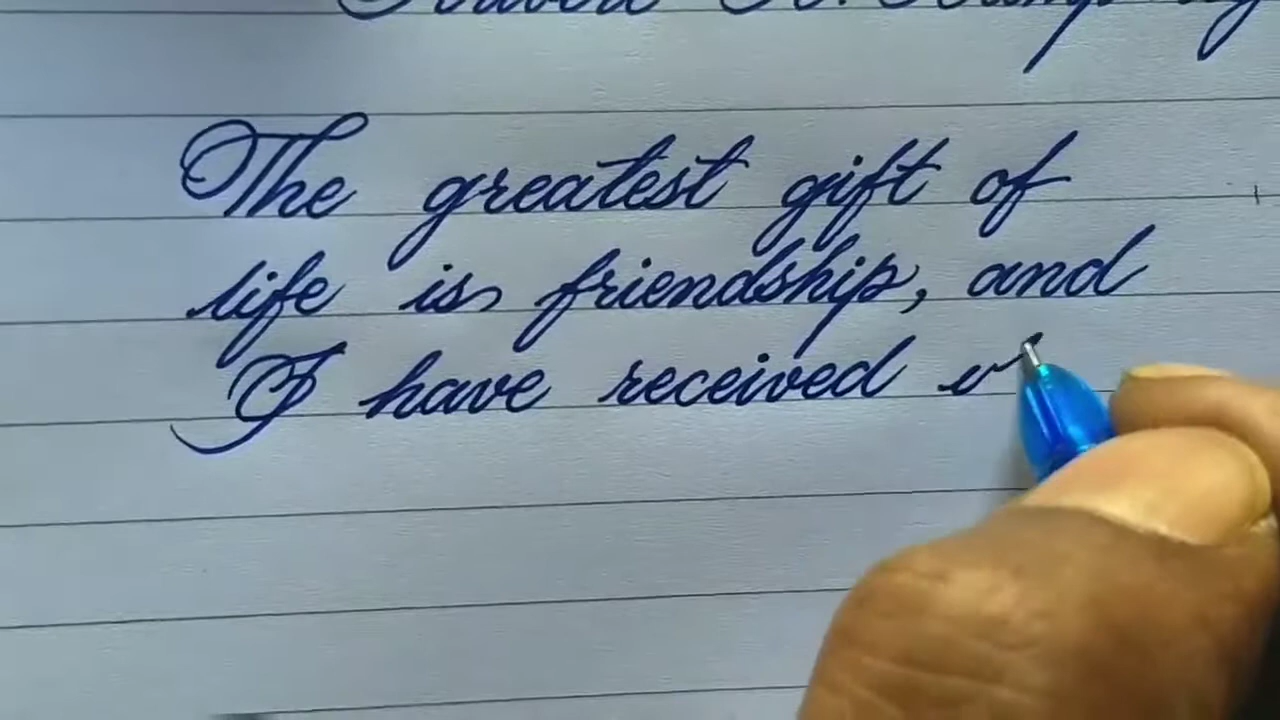 The greatest gift of
life is friendship, and
I have received